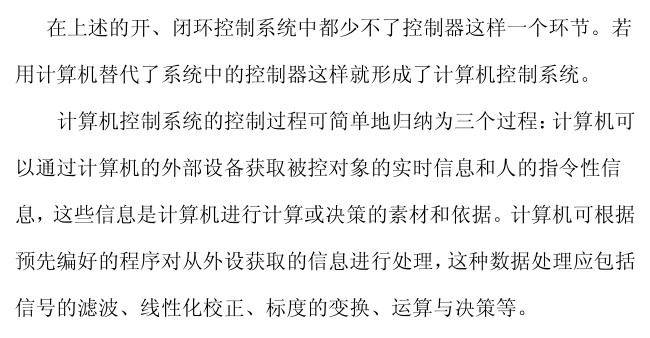 在上述的开、闭环控制系统中都少不了控制器这样一个环节。若
用计算机替代了系统中的控制器这样就形成了计算机控制系统。
计算机控制系统的控制过程可简单地归纳为三个过程：计算机可
以通过计算机的外部设备获取被控对象的实时信息和人的指令性信
息，这些信息是计算机进行计算或决策的素材和依据。计算机可根据
预先编好的程序对从外设获取的信息进行处理，这种数据处理应包括
信号的滤波、线性化校正、标度的变换、运算与决策等。